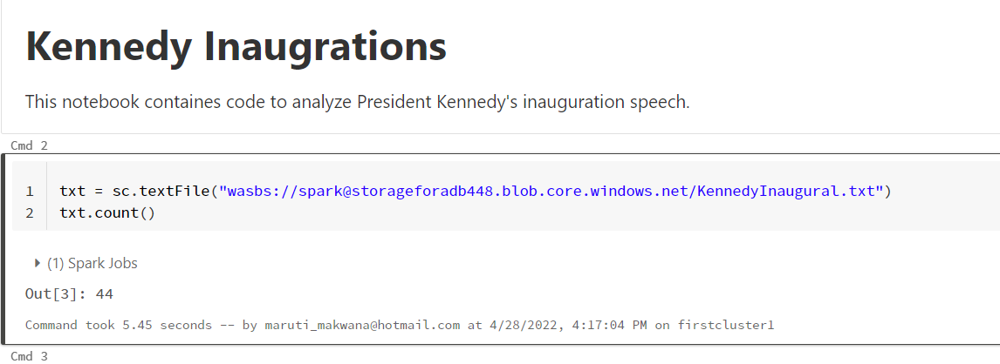 Kennedy Inaugrations
This notebook containes code to analyze President Kennedy's inauguration speech.
Cmd 2
1 txt = sc.textFile("wasbs://spark@storageforadb448.blob.core.windows.net/KennedyInaugural.txt")
2 txt.count()
(1) Spark Jobs
Out[3]: 44
Command took 5.45 seconds -- by maruti_makwana@hotmail.com at 4/28/2022, 4:17:04 PM on firstcluster1
Cmd 3